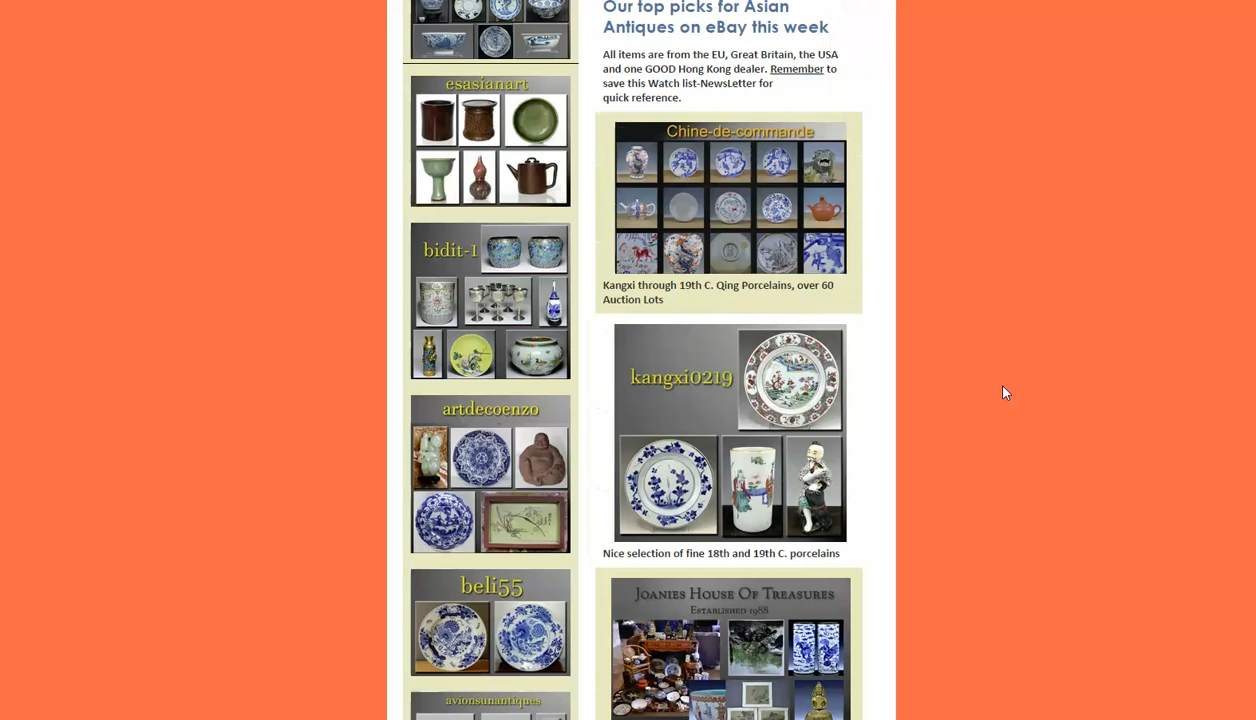 esasianart
bidit-1
artdecoenzo
beli55
avionsunantiques
Our top picks for Asian
Antiques on eBay this week
All items are from the EU, Great Britain, the USA
and one GOOD Hong Kong dealer. Remember to
save this Watch list-NewsLetter for
quick reference.
Chine-de-commande
Kangxi through 19th C. Qing Porcelains, over 60
Auction Lots
kangxi0219
Nice selection of fine 18th and 19th C. porcelains
Joanies House Of Treasures
Established 1988